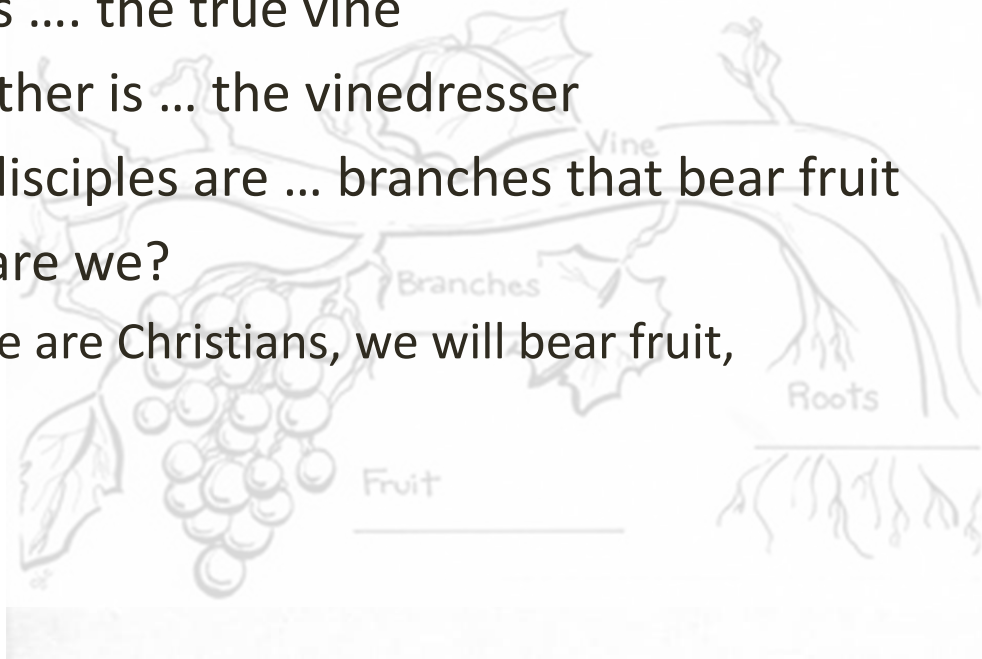 s .... the true vine
ther is ... the vinedresser
Vine
disciples are ... branches that bear fruit
are we?
Branches
e are Christians, we will bear fruit,
Roots
Fruit